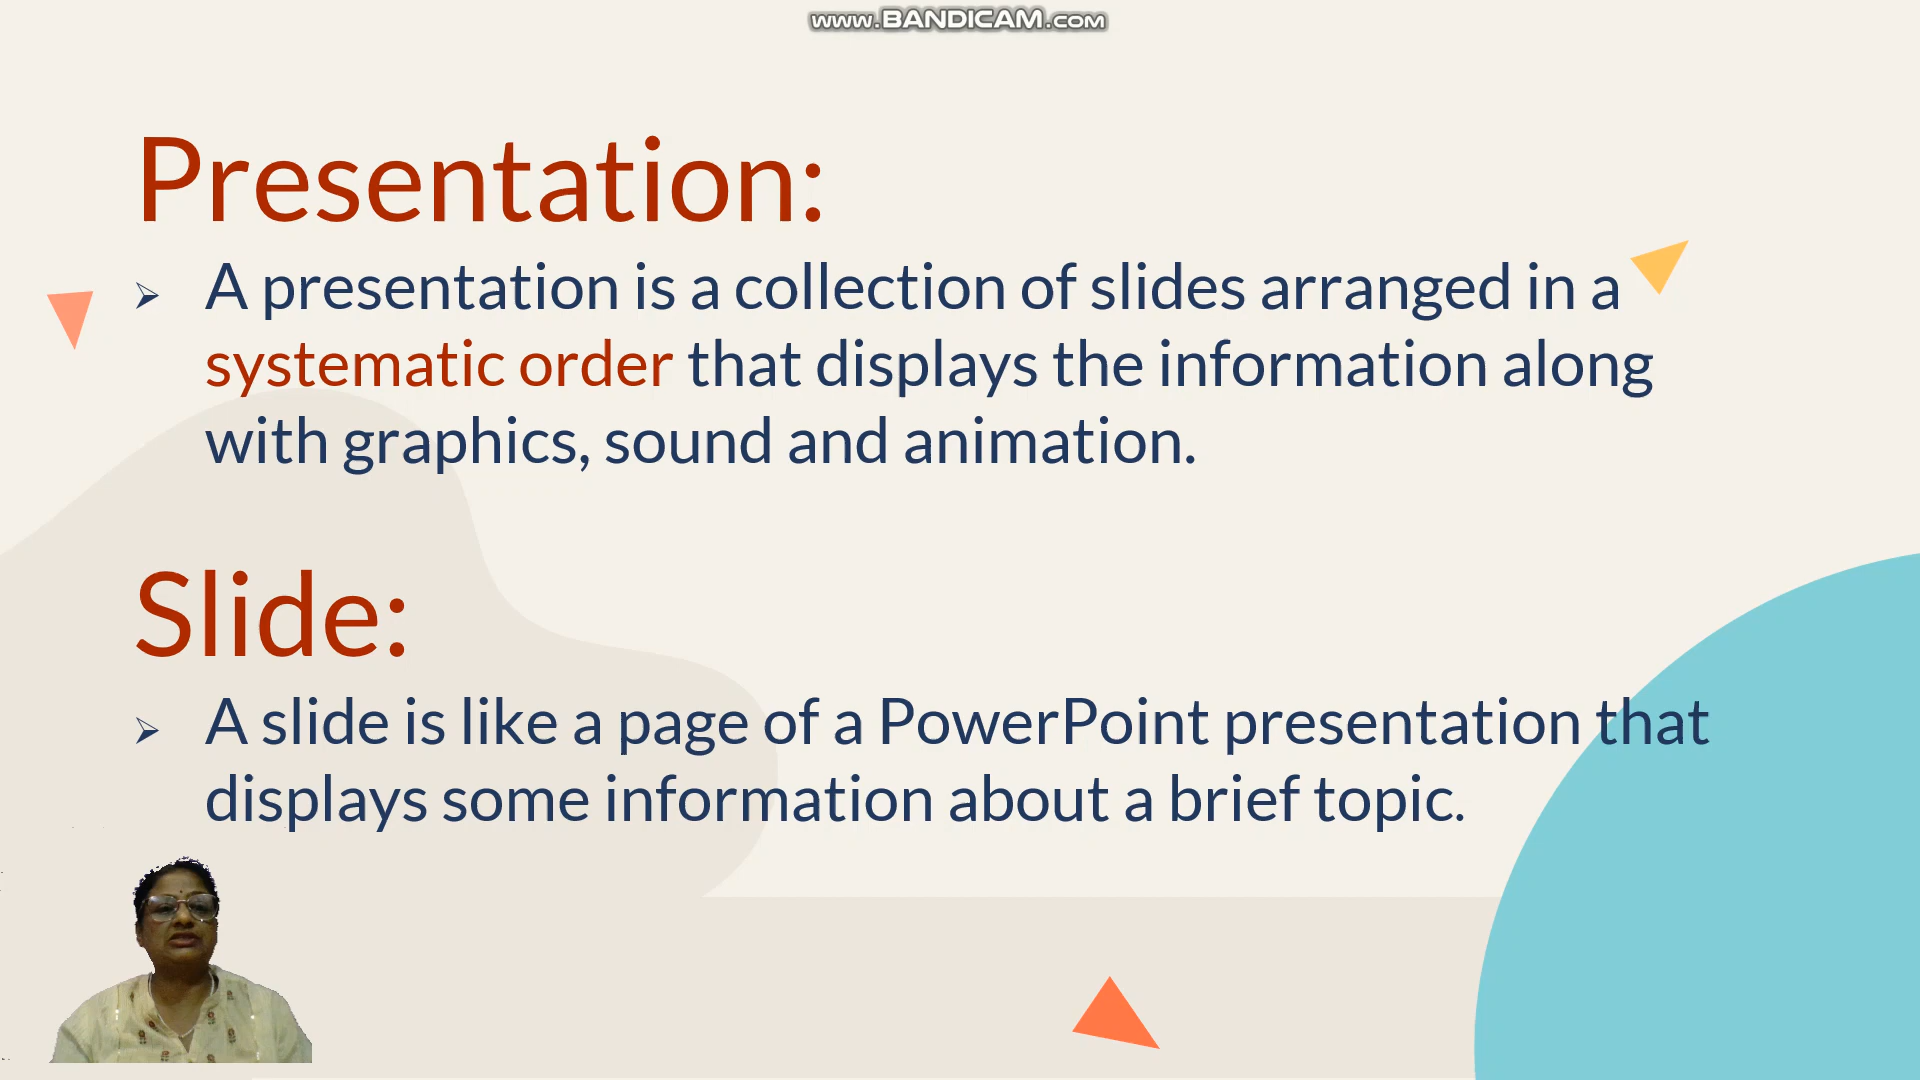 www.BANDICAM.com
Presentation:
➢ A presentation is a collection of slides arranged in a
systematic order that displays the information along
with graphics, sound and animation.
Slide:
➢ A slide is like a page of a PowerPoint presentation that
displays some information about a brief topic.